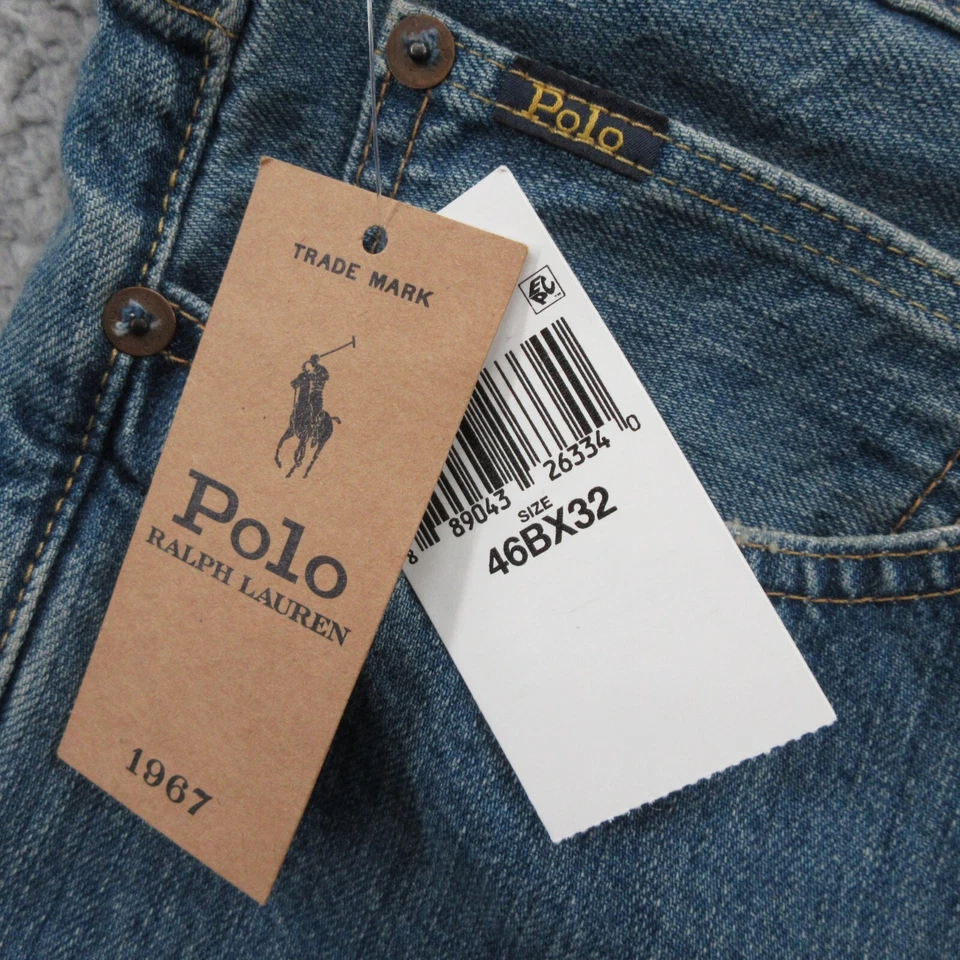 Polo
TRADE MARK
Polo
RALPH LAUREN
1967
8 89043 26334 0
SIZE
46BX32